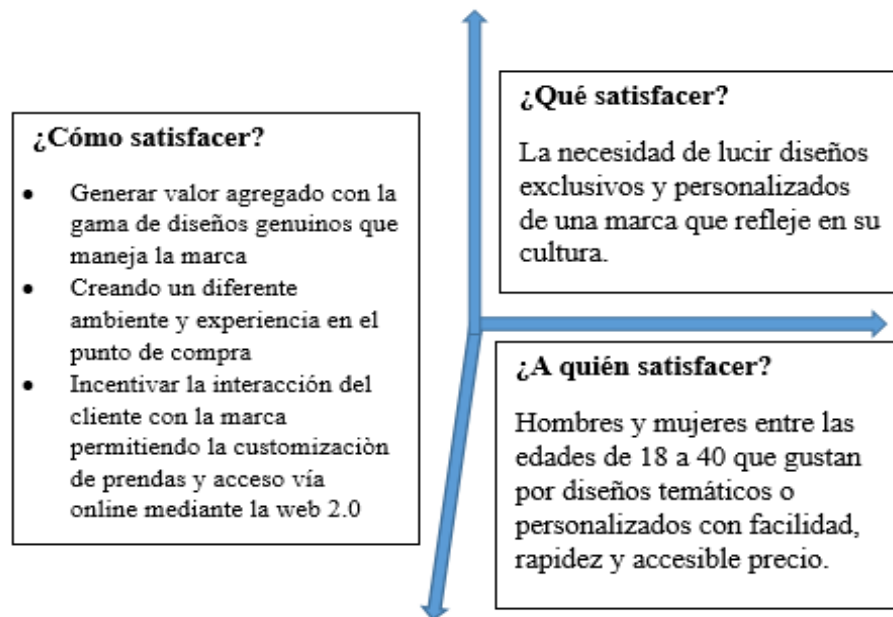 ¿Cómo satisfacer?
● Generar valor agregado con la
gama de diseños genuinos que
maneja la marca
● Creando un diferente
ambiente y experiencia en el
punto de compra
● Incentivar la interacción del
cliente con la marca
permitiendo la customizaciòn
de prendas y acceso vía
online mediante la web 2.0
¿Qué satisfacer?
La necesidad de lucir diseños
exclusivos y personalizados
de una marca que refleje en su
cultura.
¿A quién satisfacer?
Hombres y mujeres entre las
edades de 18 a 40 que gustan
por diseños temáticos o
personalizados con facilidad,
rapidez y accesible precio.